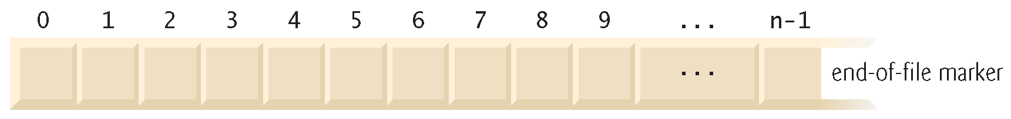 0 1 2 3 4 5 6 7 8 9 ... n-1
... end-of-file marker